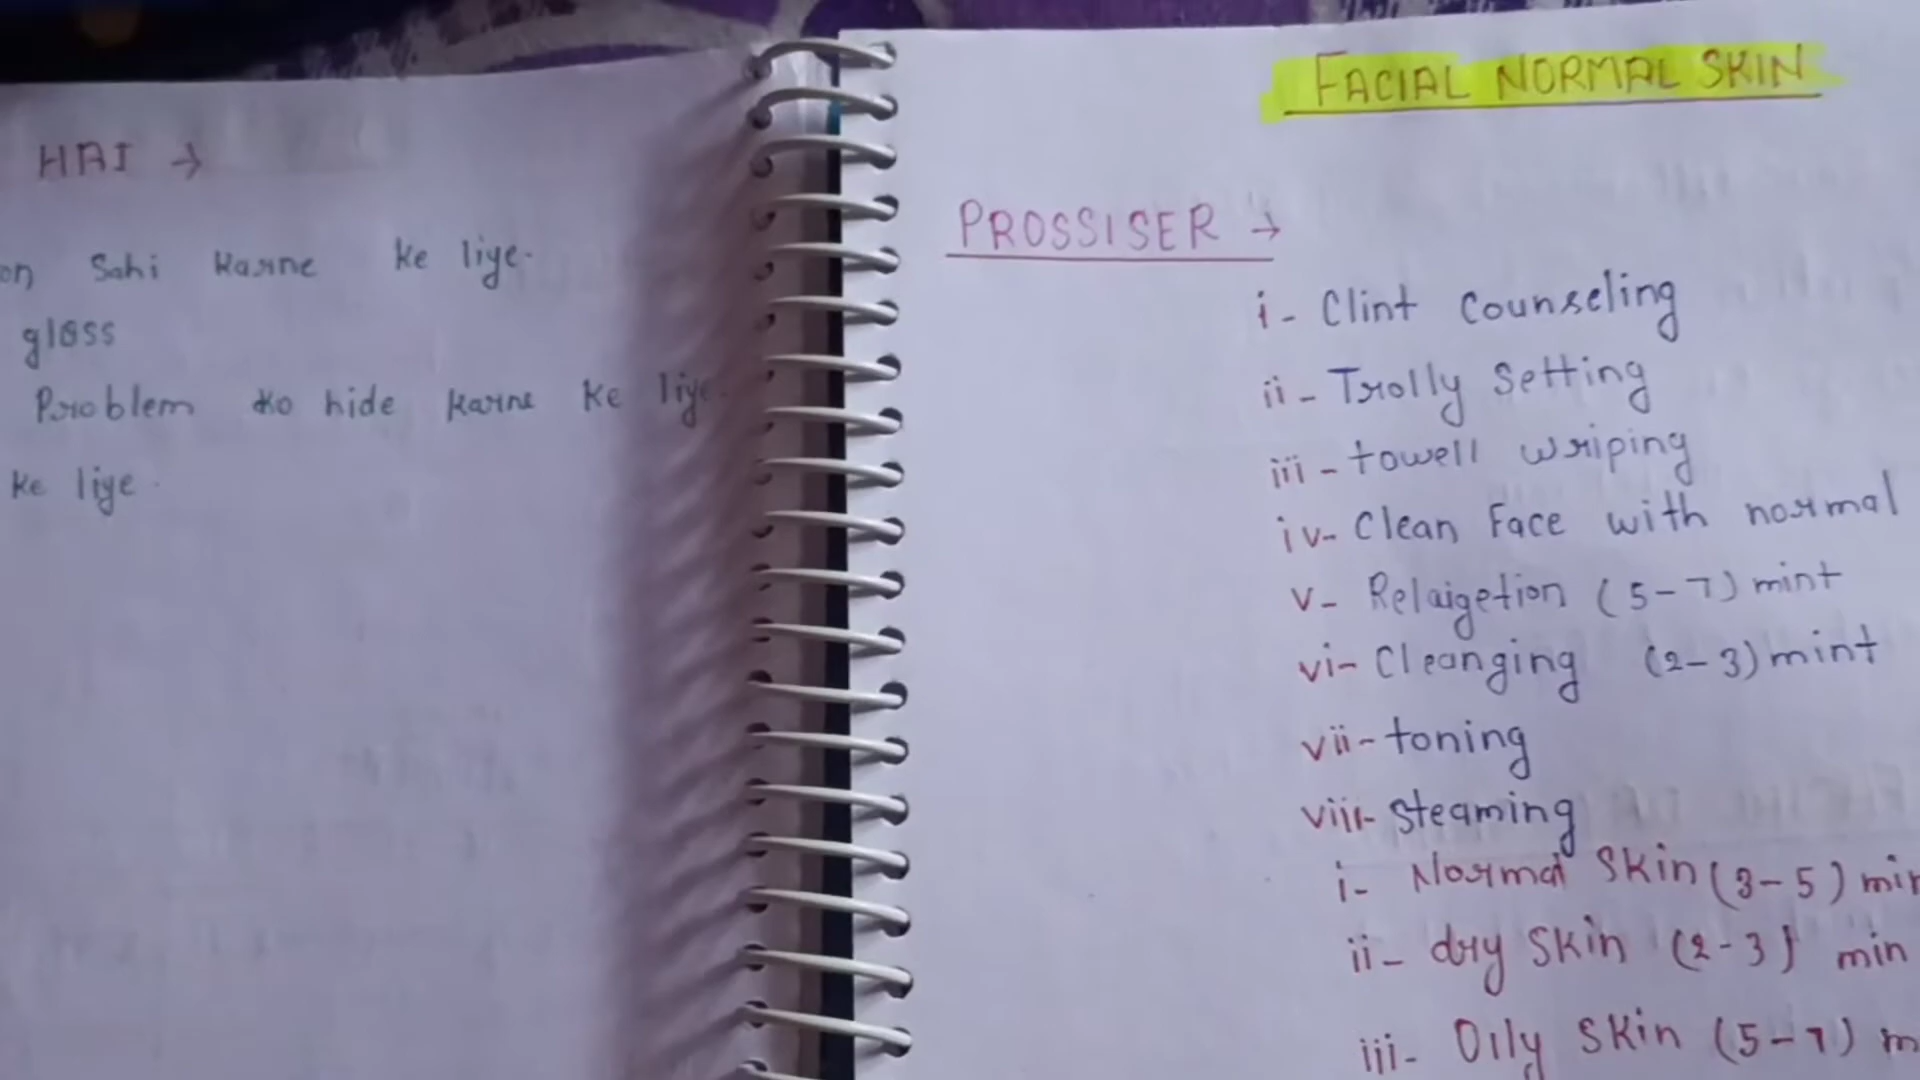 HAI →
on Sahi karne ke liye.
gloss
Problem ko hide karne ke liye.
ke liye.
FACIAL NORMAL SKIN
PROSSISER →
i- Clint Counseling
ii- Trolly Setting
iii- towell wriping
iv- Clean Face with normal
v- Relaigetion (5-7) mint
vi- Cleanging (2-3) mint
vii- toning
viii- Steaming
i- Normal Skin (3-5) min
ii- dry Skin (2-3) min
iii- Oily Skin (5-7) m